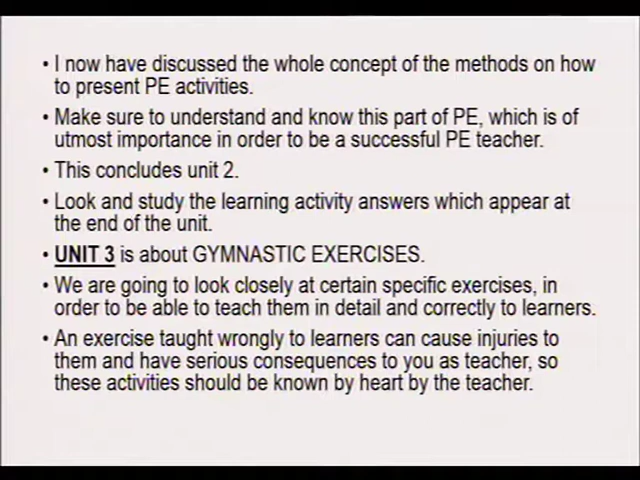 • I now have discussed the whole concept of the methods on how
to present PE activities.
• Make sure to understand and know this part of PE, which is of
utmost importance in order to be a successful PE teacher.
• This concludes unit 2.
• Look and study the learning activity answers which appear at
the end of the unit.
• UNIT 3 is about GYMNASTIC EXERCISES.
• We are going to look closely at certain specific exercises, in
order to be able to teach them in detail and correctly to learners.
• An exercise taught wrongly to learners can cause injuries to
them and have serious consequences to you as teacher, so
these activities should be known by heart by the teacher.